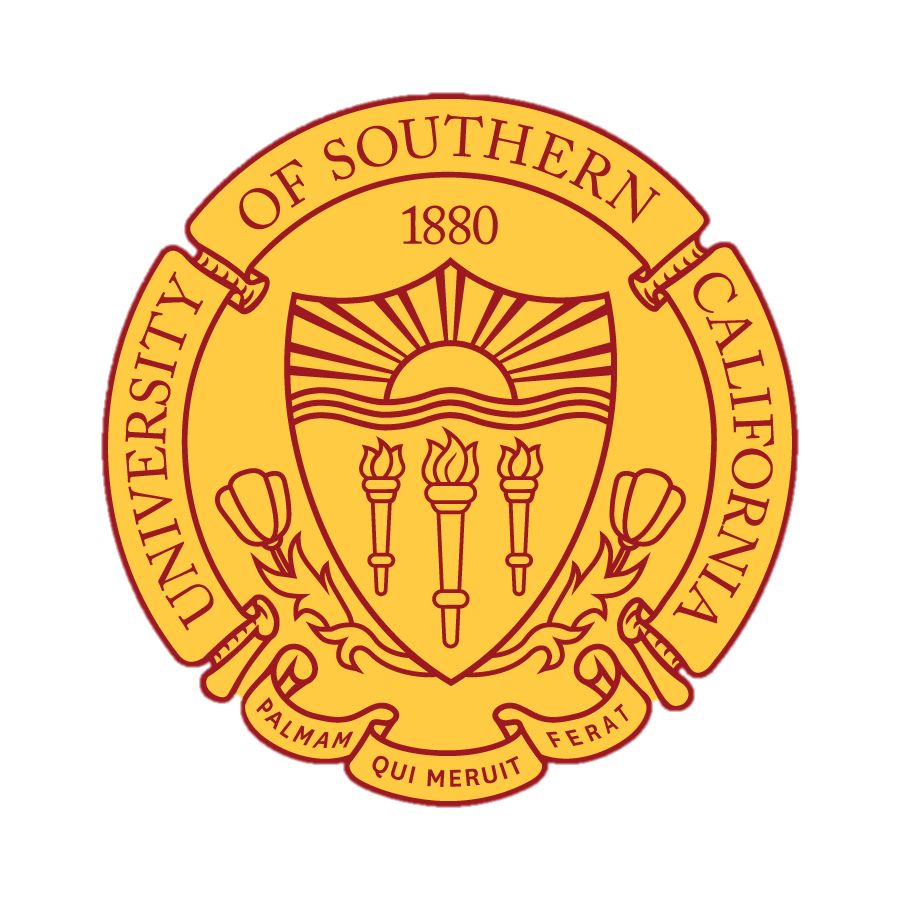 UNIVERSITY OF SOUTHERN CALIFORNIA
1880
PALMAM QUI MERUIT FERAT